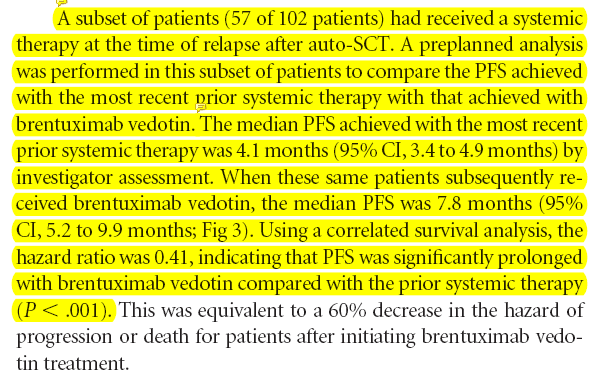 A subset of patients (57 of 102 patients) had received a systemic
therapy at the time of relapse after auto-SCT. A preplanned analysis
was performed in this subset of patients to compare the PFS achieved
with the most recent prior systemic therapy with that achieved with
brentuximab vedotin. The median PFS achieved with the most recent
prior systemic therapy was 4.1 months (95% CI, 3.4 to 4.9 months) by
investigator assessment. When these same patients subsequently re-
ceived brentuximab vedotin, the median PFS was 7.8 months (95%
CI, 5.2 to 9.9 months; Fig 3). Using a correlated survival analysis, the
hazard ratio was 0.41, indicating that PFS was significantly prolonged
with brentuximab vedotin compared with the prior systemic therapy
(P < .001). This was equivalent to a 60% decrease in the hazard of
progression or death for patients after initiating brentuximab vedo-
tin treatment.